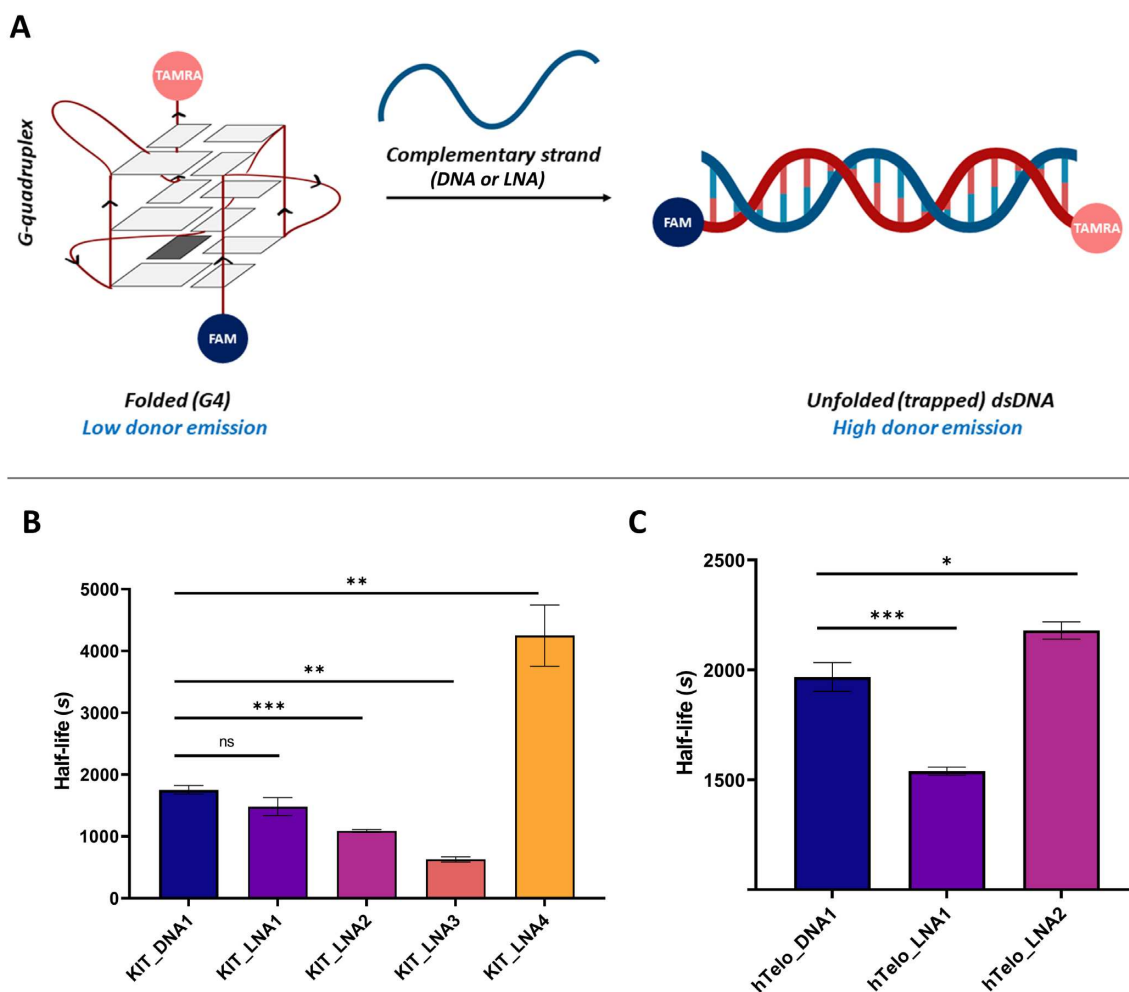 A
TAMRA
G-quadruplex
FAM
Complementary strand
(DNA or LNA)
FAM
TAMRA
Folded (G4)
Low donor emission
Unfolded (trapped) dsDNA
High donor emission
B
Half-life (s)
5000
4000
3000
2000
1000
0
**
**
***
ns
KIT_DNA1
KIT_LNA1
KIT_LNA2
KIT_LNA3
KIT_LNA4
C
Half-life (s)
2500
2000
1500
*
***
hTelo_DNA1
hTelo_LNA1
hTelo_LNA2